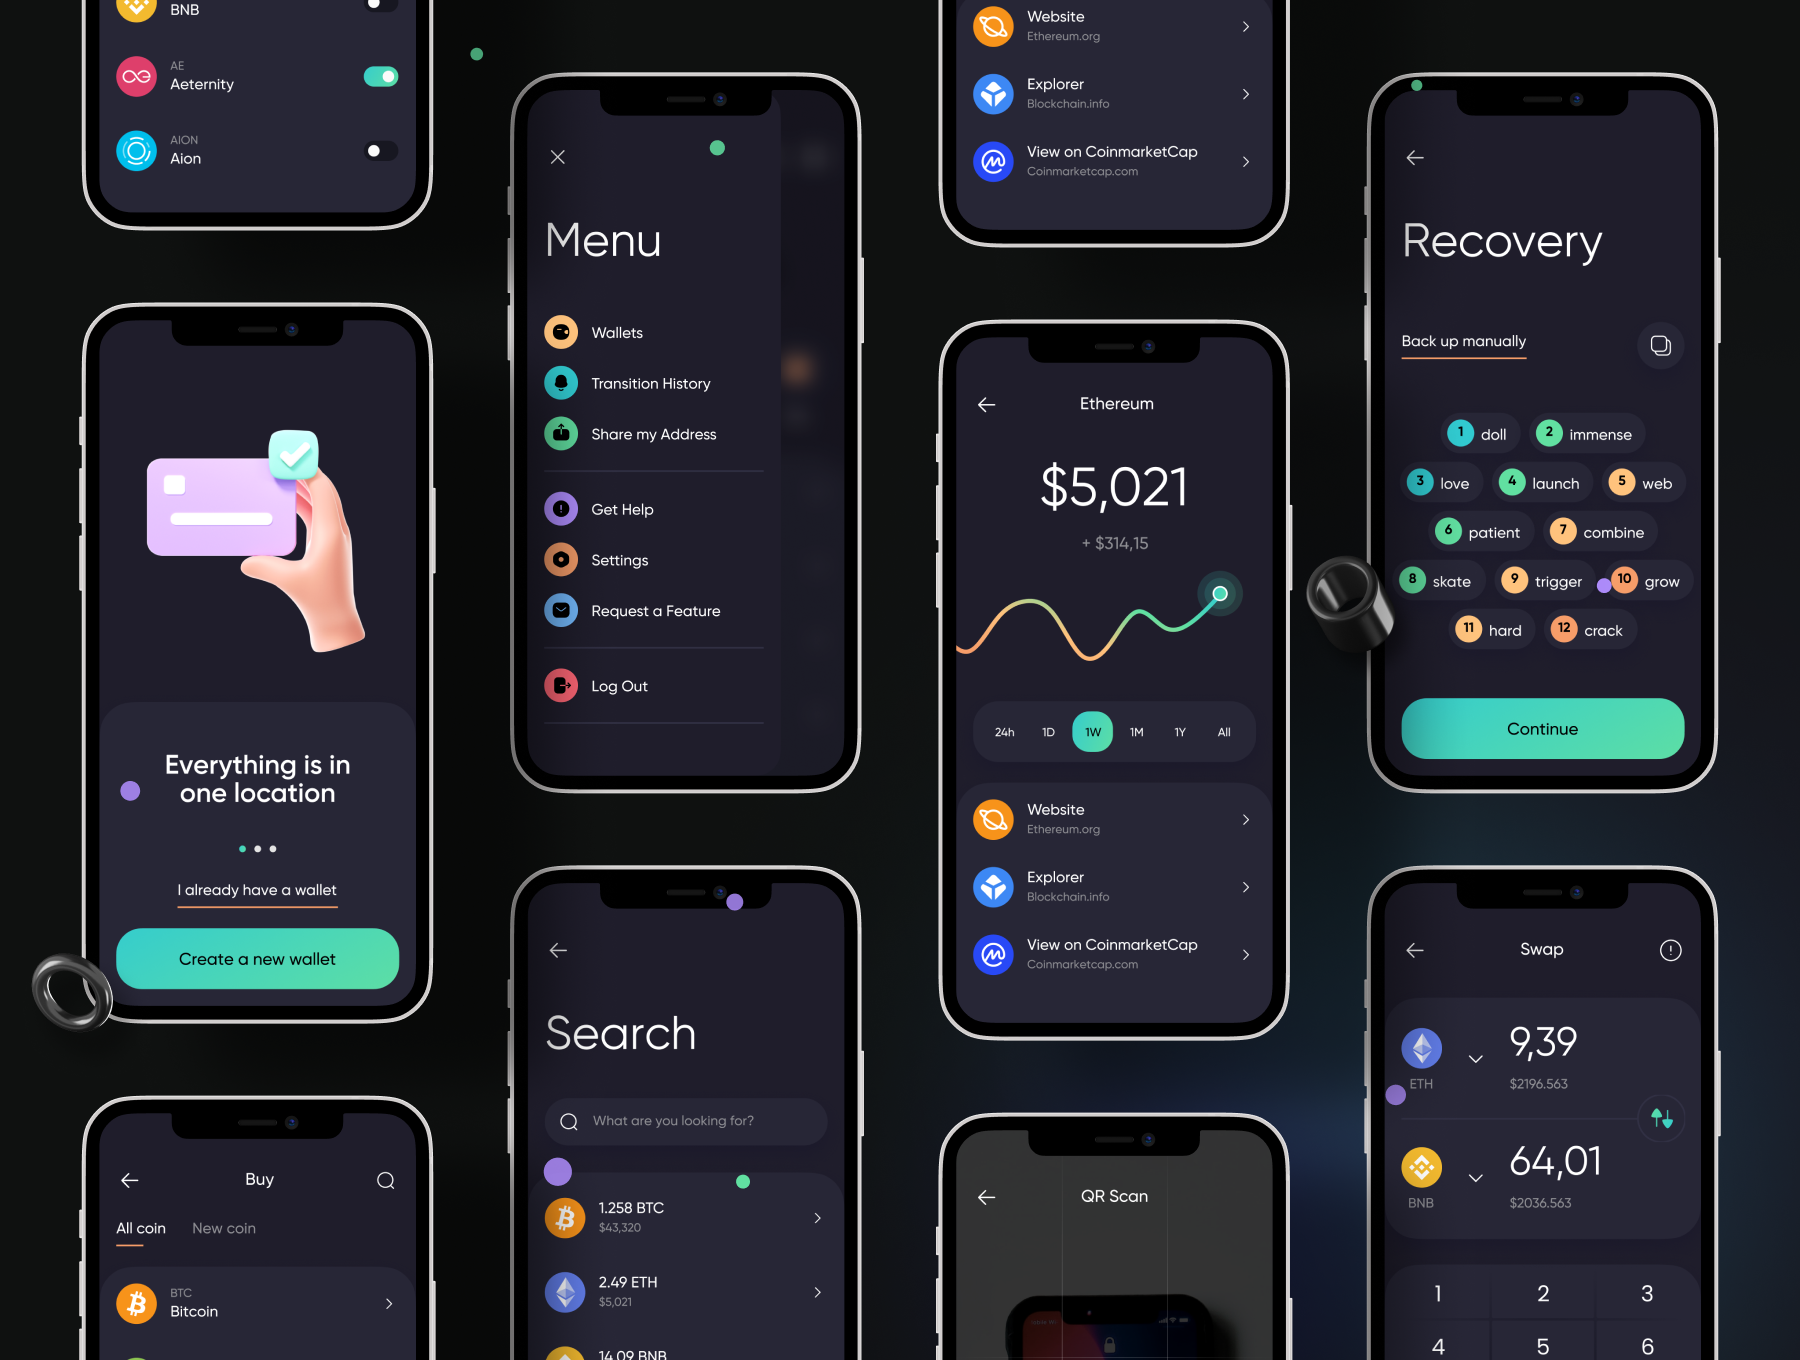 BNB
AE
Aeternity
AION
Aion
Everything is in
one location
I already have a wallet
Create a new wallet
Buy
All coin
New coin
BTC
Bitcoin
Menu
Wallets
Transition History
Share my Address
Get Help
Settings
Request a Feature
Log Out
Search
What are you looking for?
1.258 BTC
$43,320
2.49 ETH
$5,021
14.09 BNB
Website
Ethereum.org
Explorer
Blockchain.info
View on CoinmarketCap
Coinmarketcap.com
Ethereum
$5,021
+ $314,15
24h 1D 1W 1M 1Y All
Website
Ethereum.org
Explorer
Blockchain.info
View on CoinmarketCap
Coinmarketcap.com
QR Scan
Recovery
Back up manually
1 doll 2 immense
3 love 4 launch 5 web
6 patient 7 combine
8 skate 9 trigger 10 grow
11 hard 12 crack
Continue
Swap
9,39
ETH
$2196.563
64,01
BNB
$2036.563
1 2 3
4 5 6